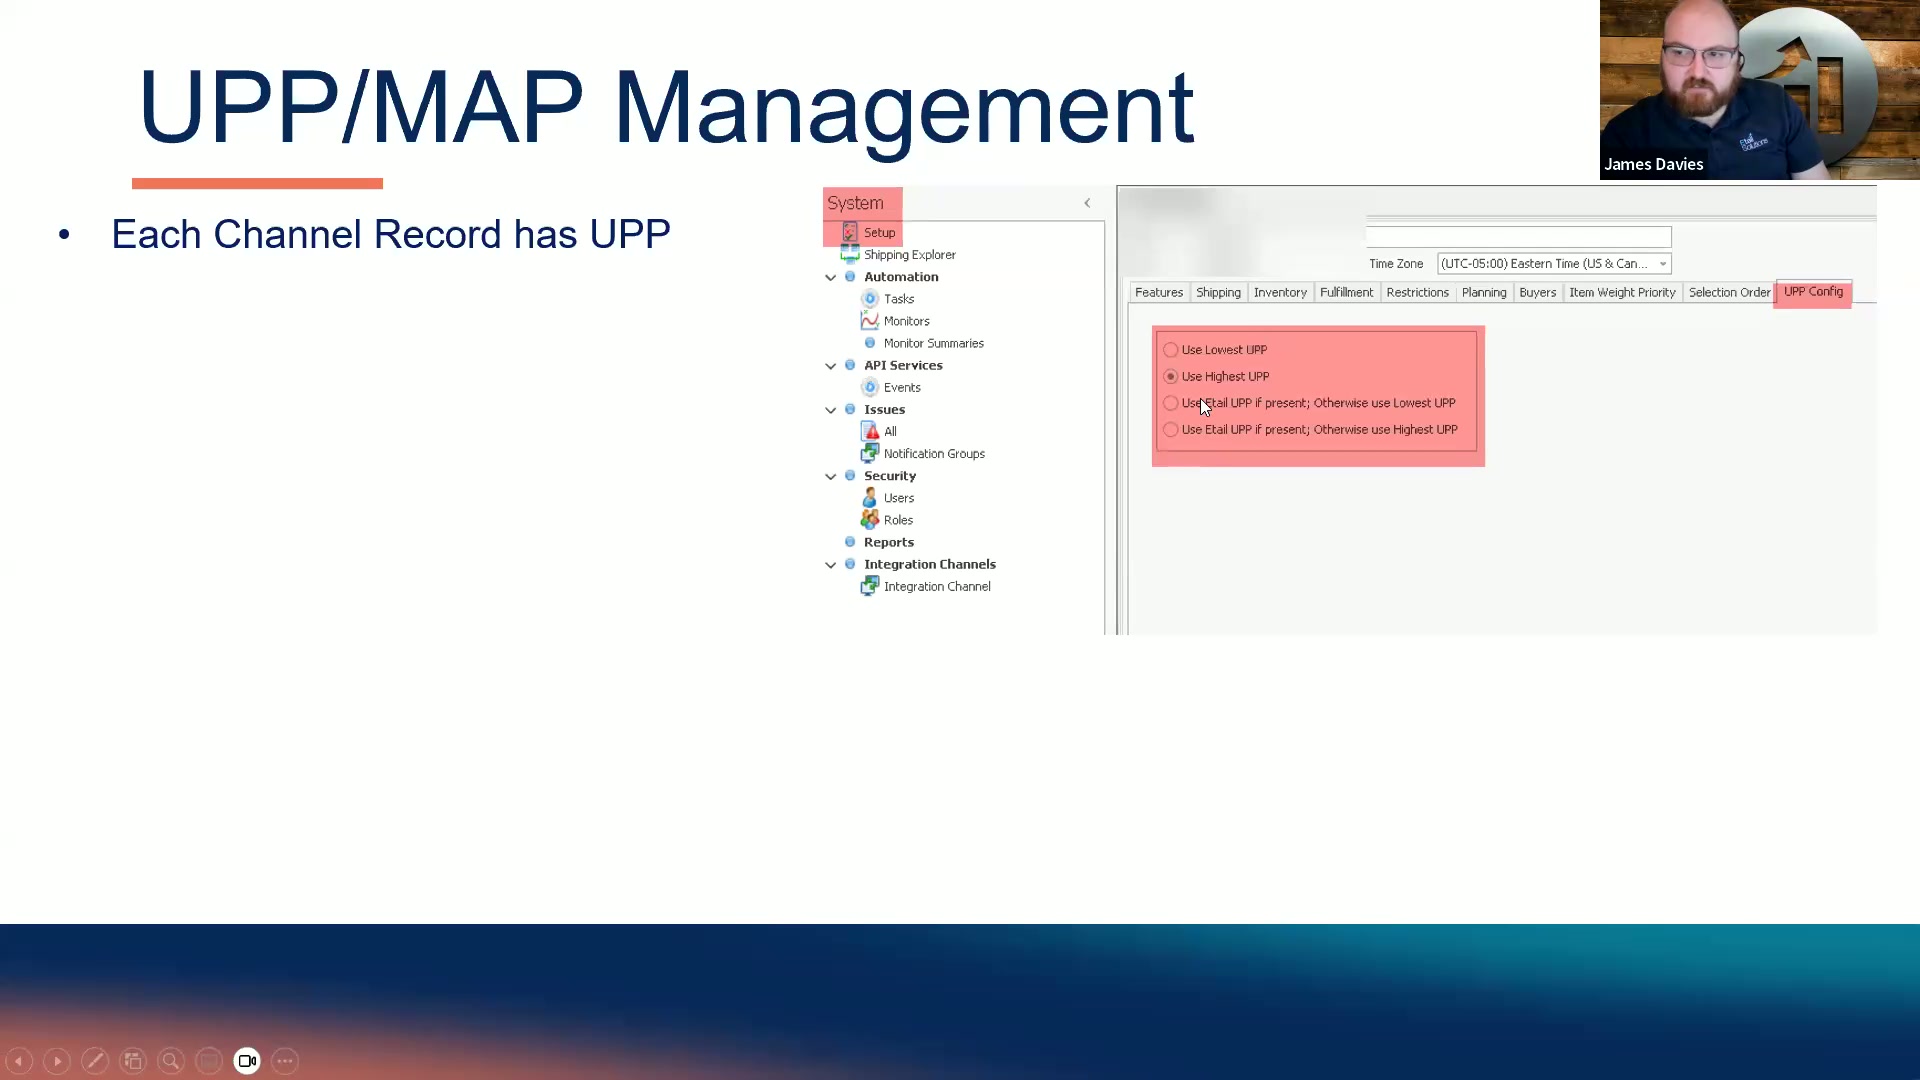 UPP/MAP Management
• Each Channel Record has UPP
Etail
Solutions
James Davies
System
Setup
Shipping Explorer
Automation
Tasks
Monitors
Monitor Summaries
API Services
Events
Issues
All
Notification Groups
Security
Users
Roles
Reports
Integration Channels
Integration Channel
Time Zone (UTC-05:00) Eastern Time (US & Can...
Features Shipping Inventory Fulfillment Restrictions Planning Buyers Item Weight Priority Selection Order UPP Config
Use Lowest UPP
Use Highest UPP
Use Etail UPP if present; Otherwise use Lowest UPP
Use Etail UPP if present; Otherwise use Highest UPP